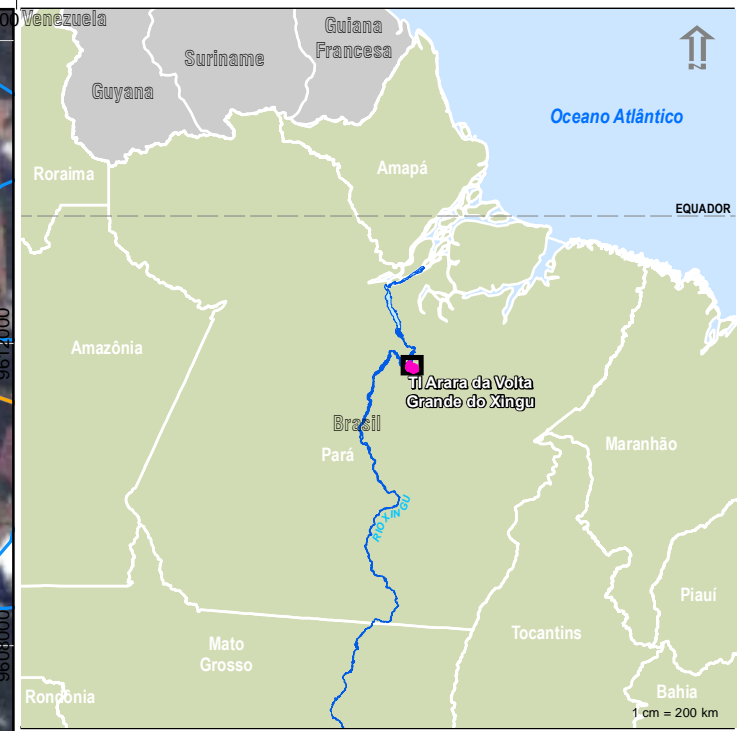 Venezuela
Guiana
Francesa
Suriname
Guyana
N
Oceano Atlântico
Roraima
Amapá
EQUADOR
Amazônia
TI Arara da Volta
Grande do Xingu
Brasil
Pará
Maranhão
RIO XINGU
Piauí
Tocantins
Mato
Grosso
Rondônia
Bahia
1 cm = 200 km
9608000